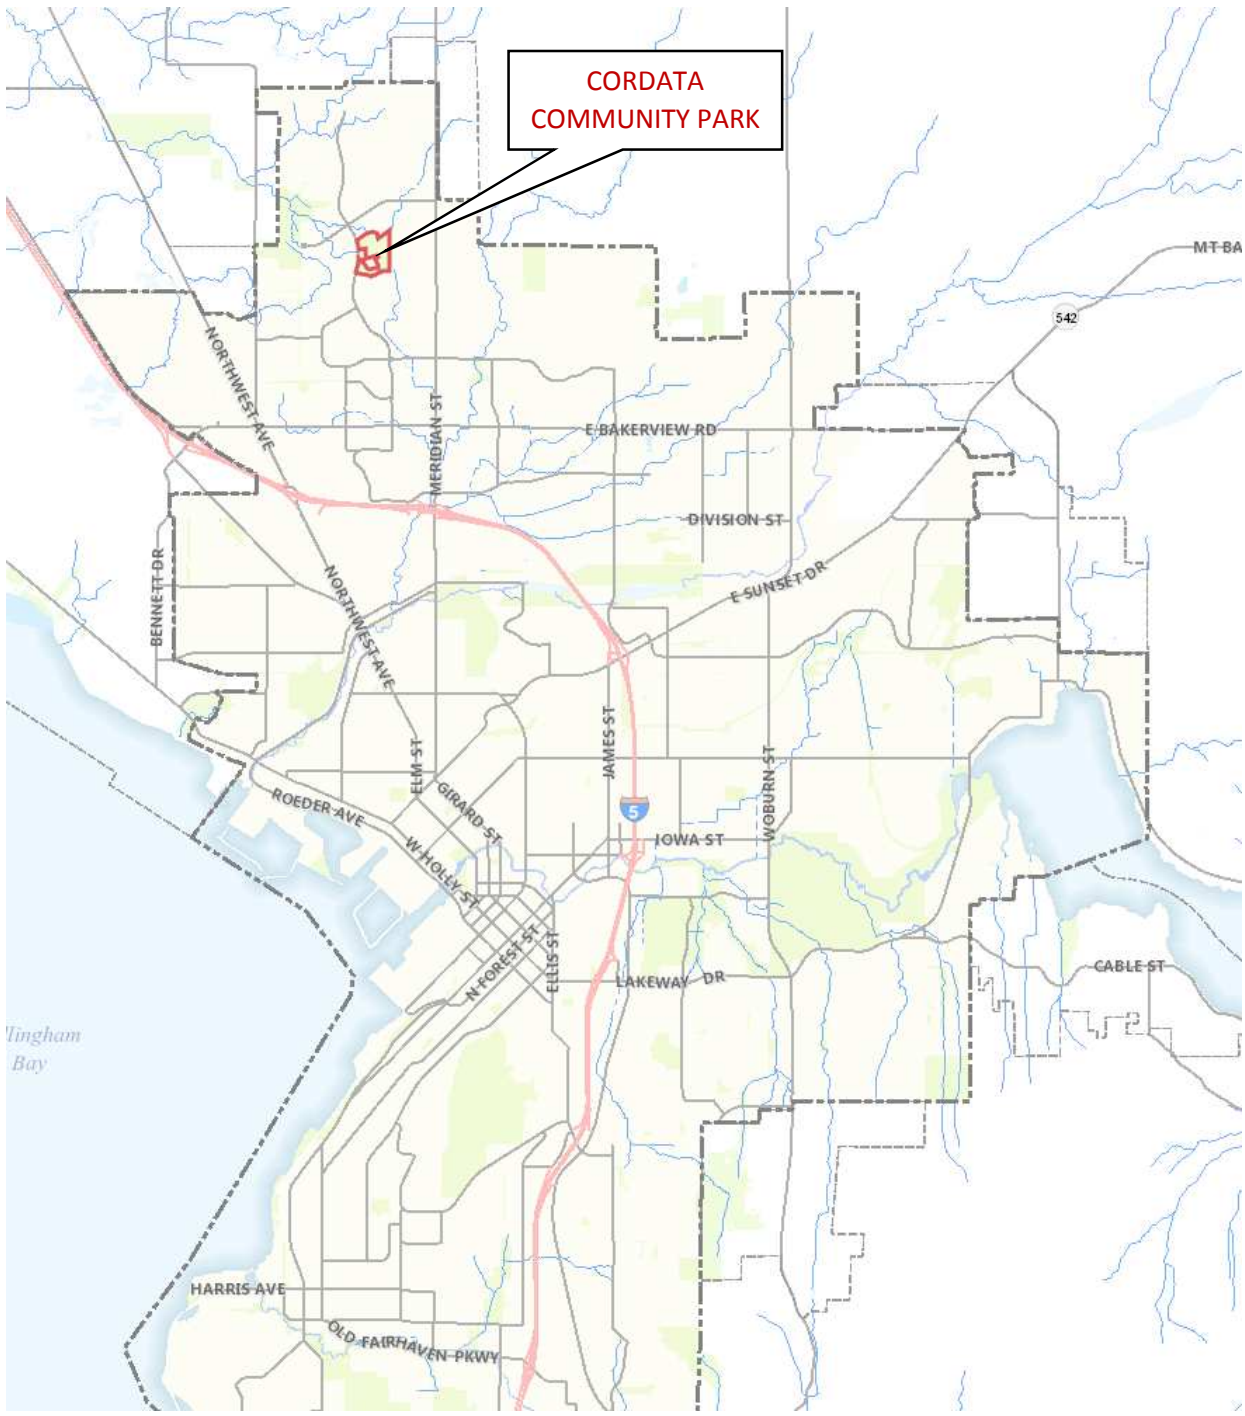 CORDATA
COMMUNITY PARK
MT BA
542
NORTHWEST AVE
MERIDIAN ST
E BAKERVIEW RD
DIVISION ST
BENNETT DR
NORTHWEST AVE
E SUNSET DR
JAMES ST
ELM ST
WOBURN ST
GIRARD ST
ROEDER AVE
5
IOWA ST
W HOLLY ST
N FOREST ST
ELLIS ST
LAKEWAY DR
CABLE ST
llingham
Bay
HARRIS AVE
OLD FAIRHAVEN PKWY